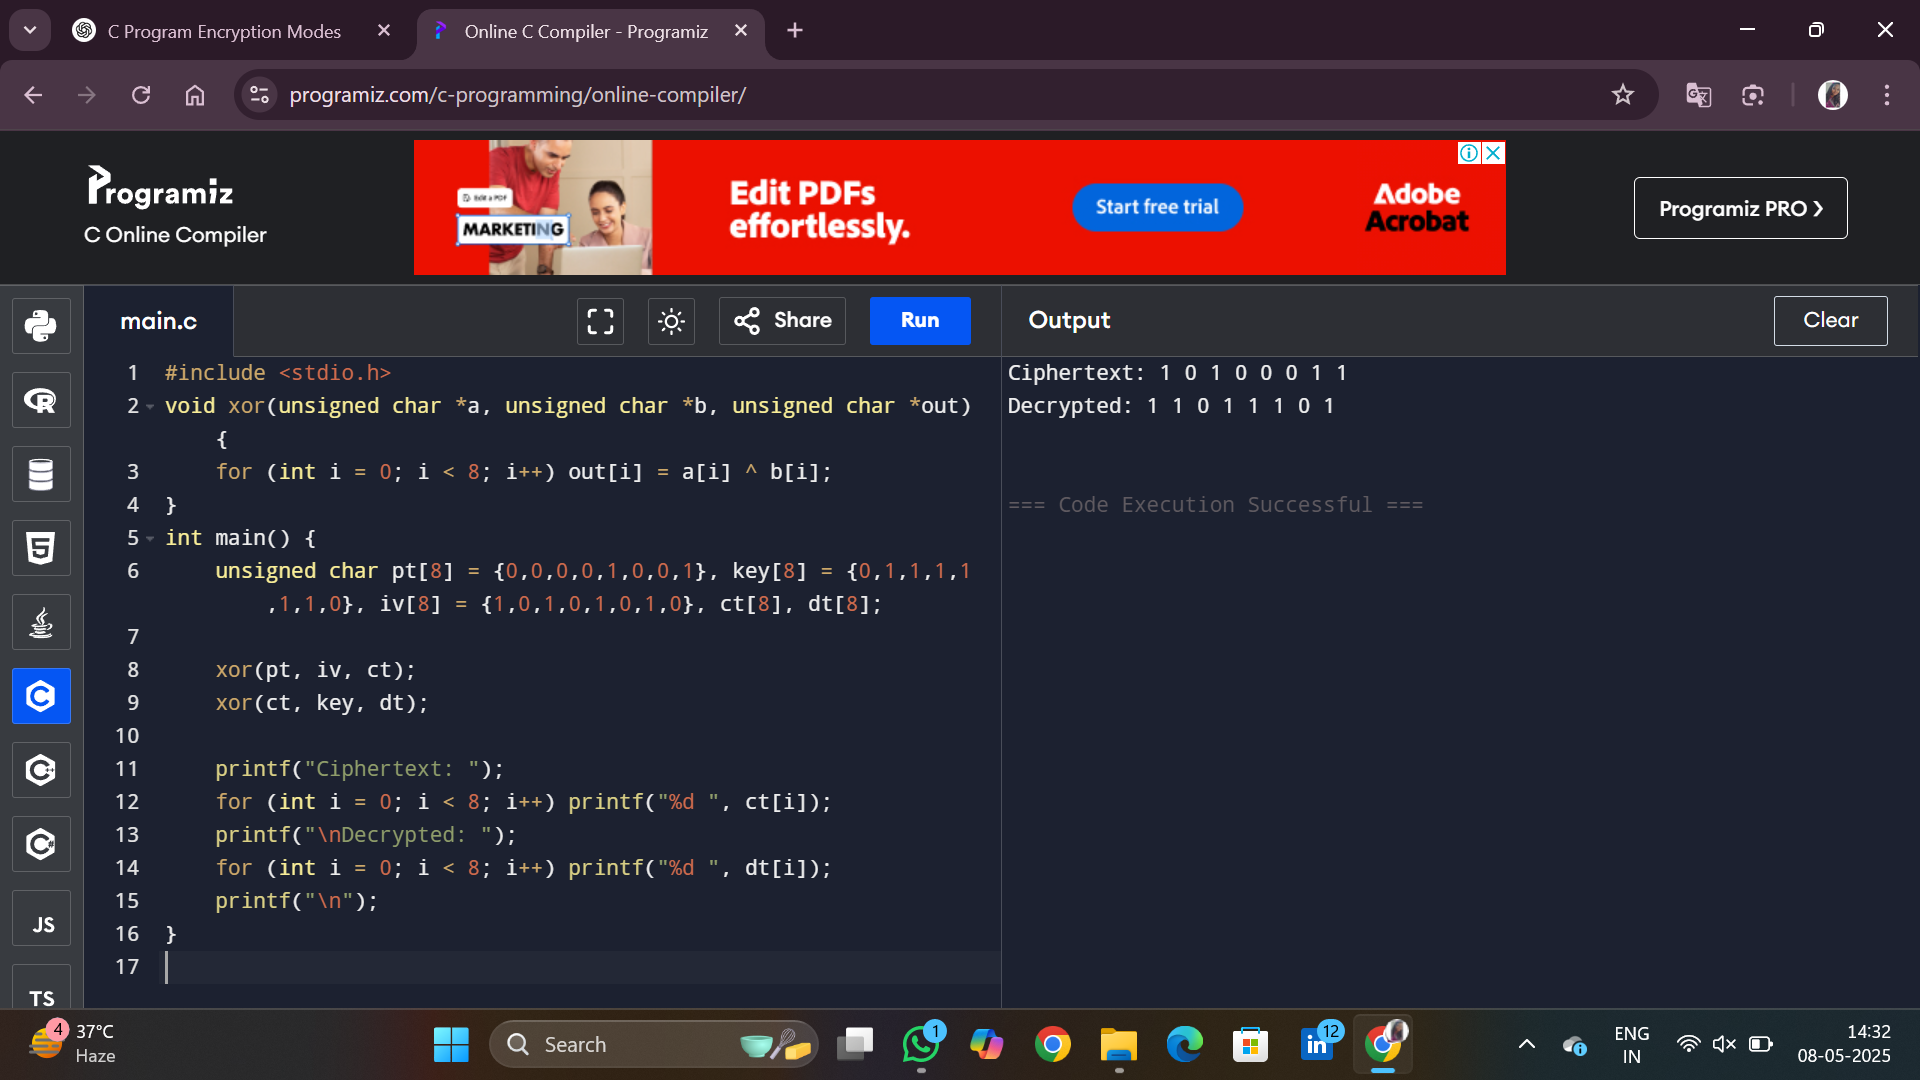 C Program Encryption Modes
Online C Compiler - Programiz
programiz.com/c-programming/online-compiler/
Programiz
C Online Compiler
Edit a PDF
MARKETING
Edit PDFs
effortlessly.
Start free trial
Adobe
Acrobat
Programiz PRO ❯
main.c
Share
Run
Output
Clear
1 #include <stdio.h>
2 void xor(unsigned char *a, unsigned char *b, unsigned char *out)
{
3 for (int i = 0; i < 8; i++) out[i] = a[i] ^ b[i];
4 }
5 int main() {
6 unsigned char pt[8] = {0,0,0,0,1,0,0,1}, key[8] = {0,1,1,1,1
,1,1,0}, iv[8] = {1,0,1,0,1,0,1,0}, ct[8], dt[8];
7
8 xor(pt, iv, ct);
9 xor(ct, key, dt);
10
11 printf("Ciphertext: ");
12 for (int i = 0; i < 8; i++) printf("%d ", ct[i]);
13 printf("\nDecrypted: ");
14 for (int i = 0; i < 8; i++) printf("%d ", dt[i]);
15 printf("\n");
16 }
17
Ciphertext: 1 0 1 0 0 0 1 1
Decrypted: 1 1 0 1 1 1 0 1
=== Code Execution Successful ===
R
5
C
C++
C#
JS
TS
4
37°C
Haze
Search
1
in
12
ENG
IN
14:32
08-05-2025